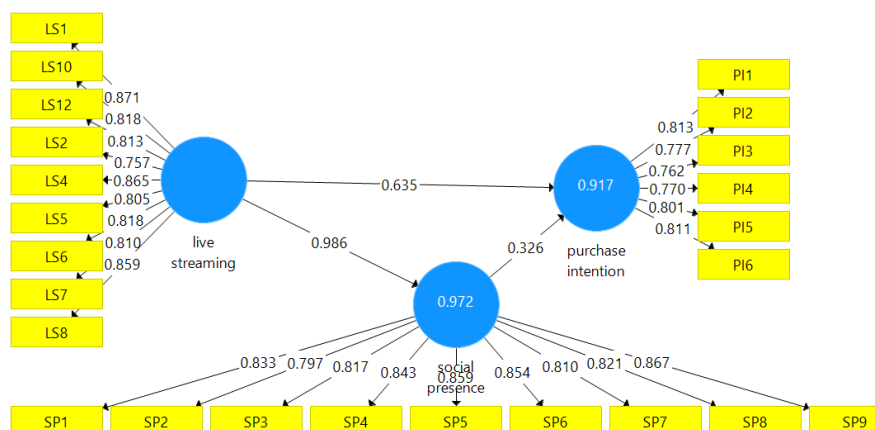 LS1
LS10
LS12
LS2
LS4
LS5
LS6
LS7
LS8
0.871
0.818
0.813
0.757
0.865
0.805
0.818
0.810
0.859
live
streaming
0.635
0.986
0.326
0.917
purchase
intention
0.813
0.777
0.762
0.770
0.801
0.811
PI1
PI2
PI3
PI4
PI5
PI6
0.972
social
presence
0.833
0.797
0.817
0.843
0.859
0.854
0.810
0.821
0.867
SP1
SP2
SP3
SP4
SP5
SP6
SP7
SP8
SP9